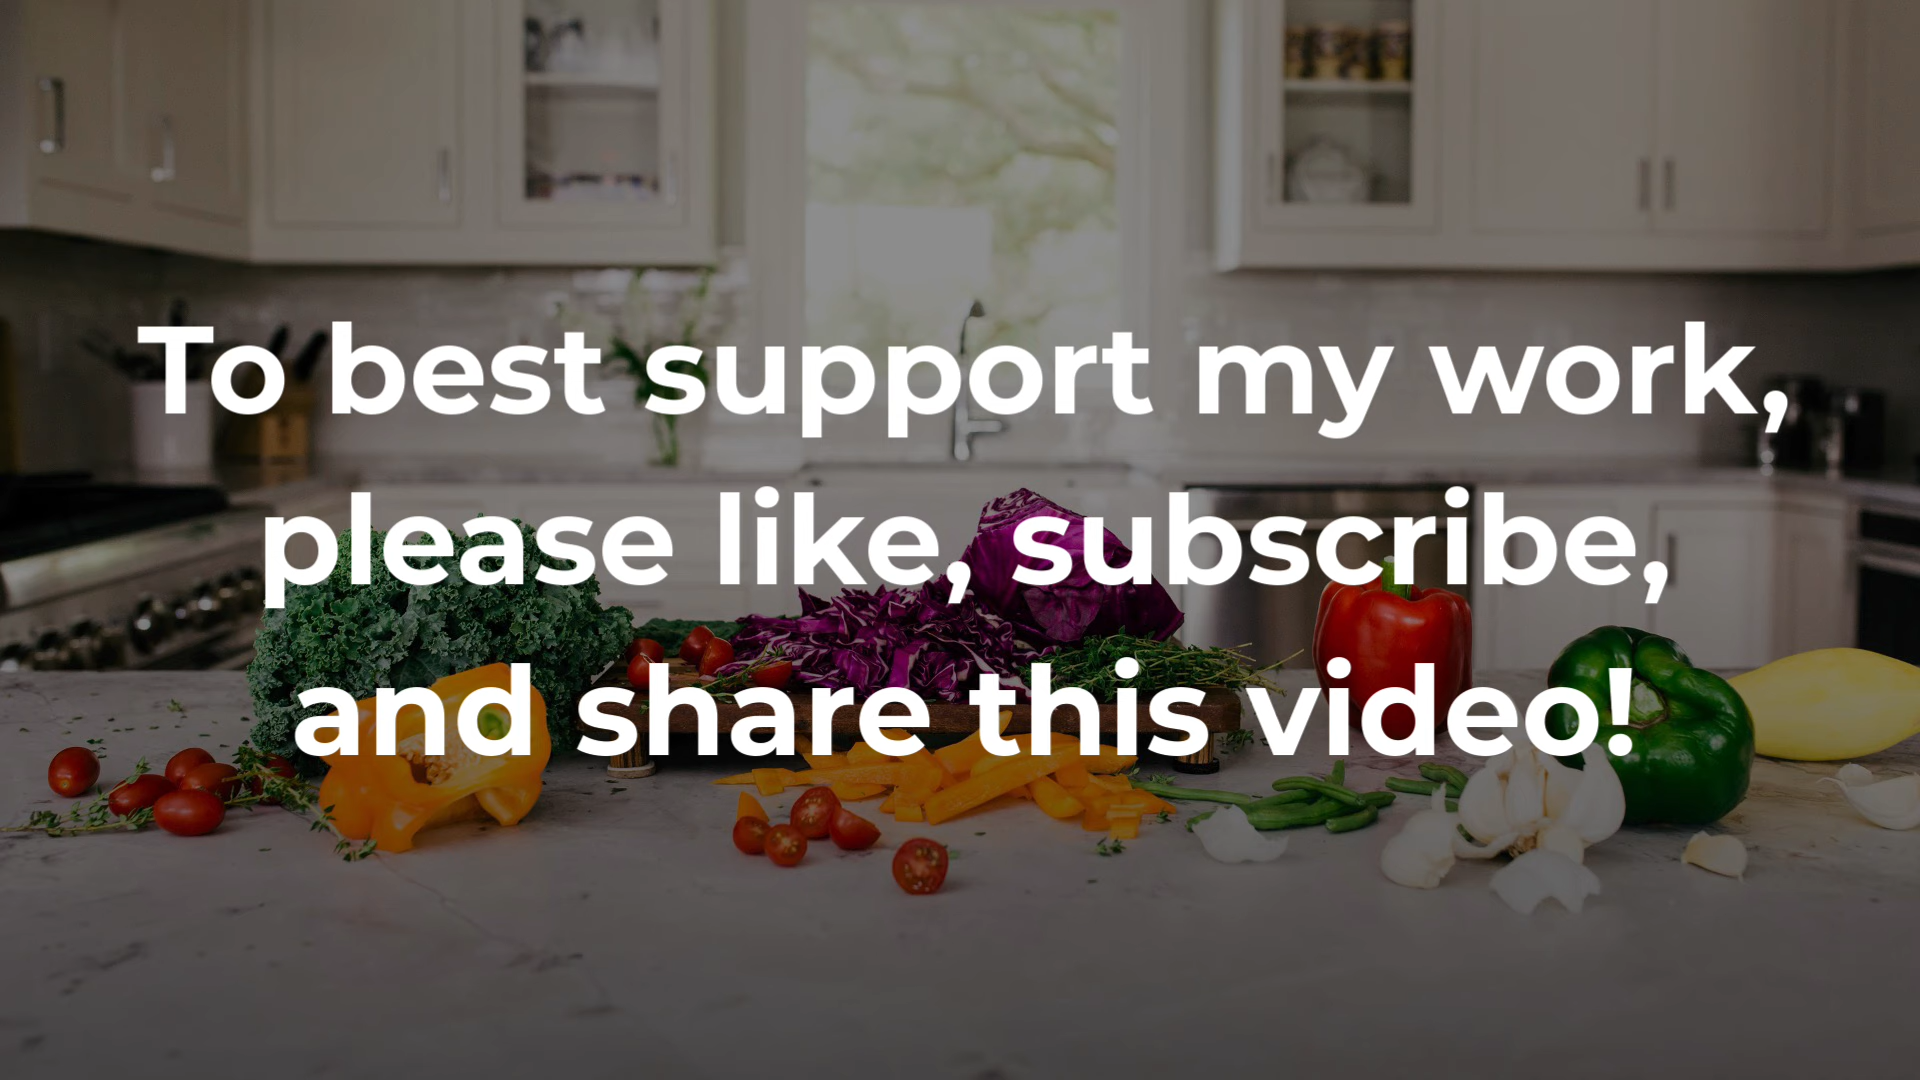 To best support my work,
please like, subscribe,
and share this video!